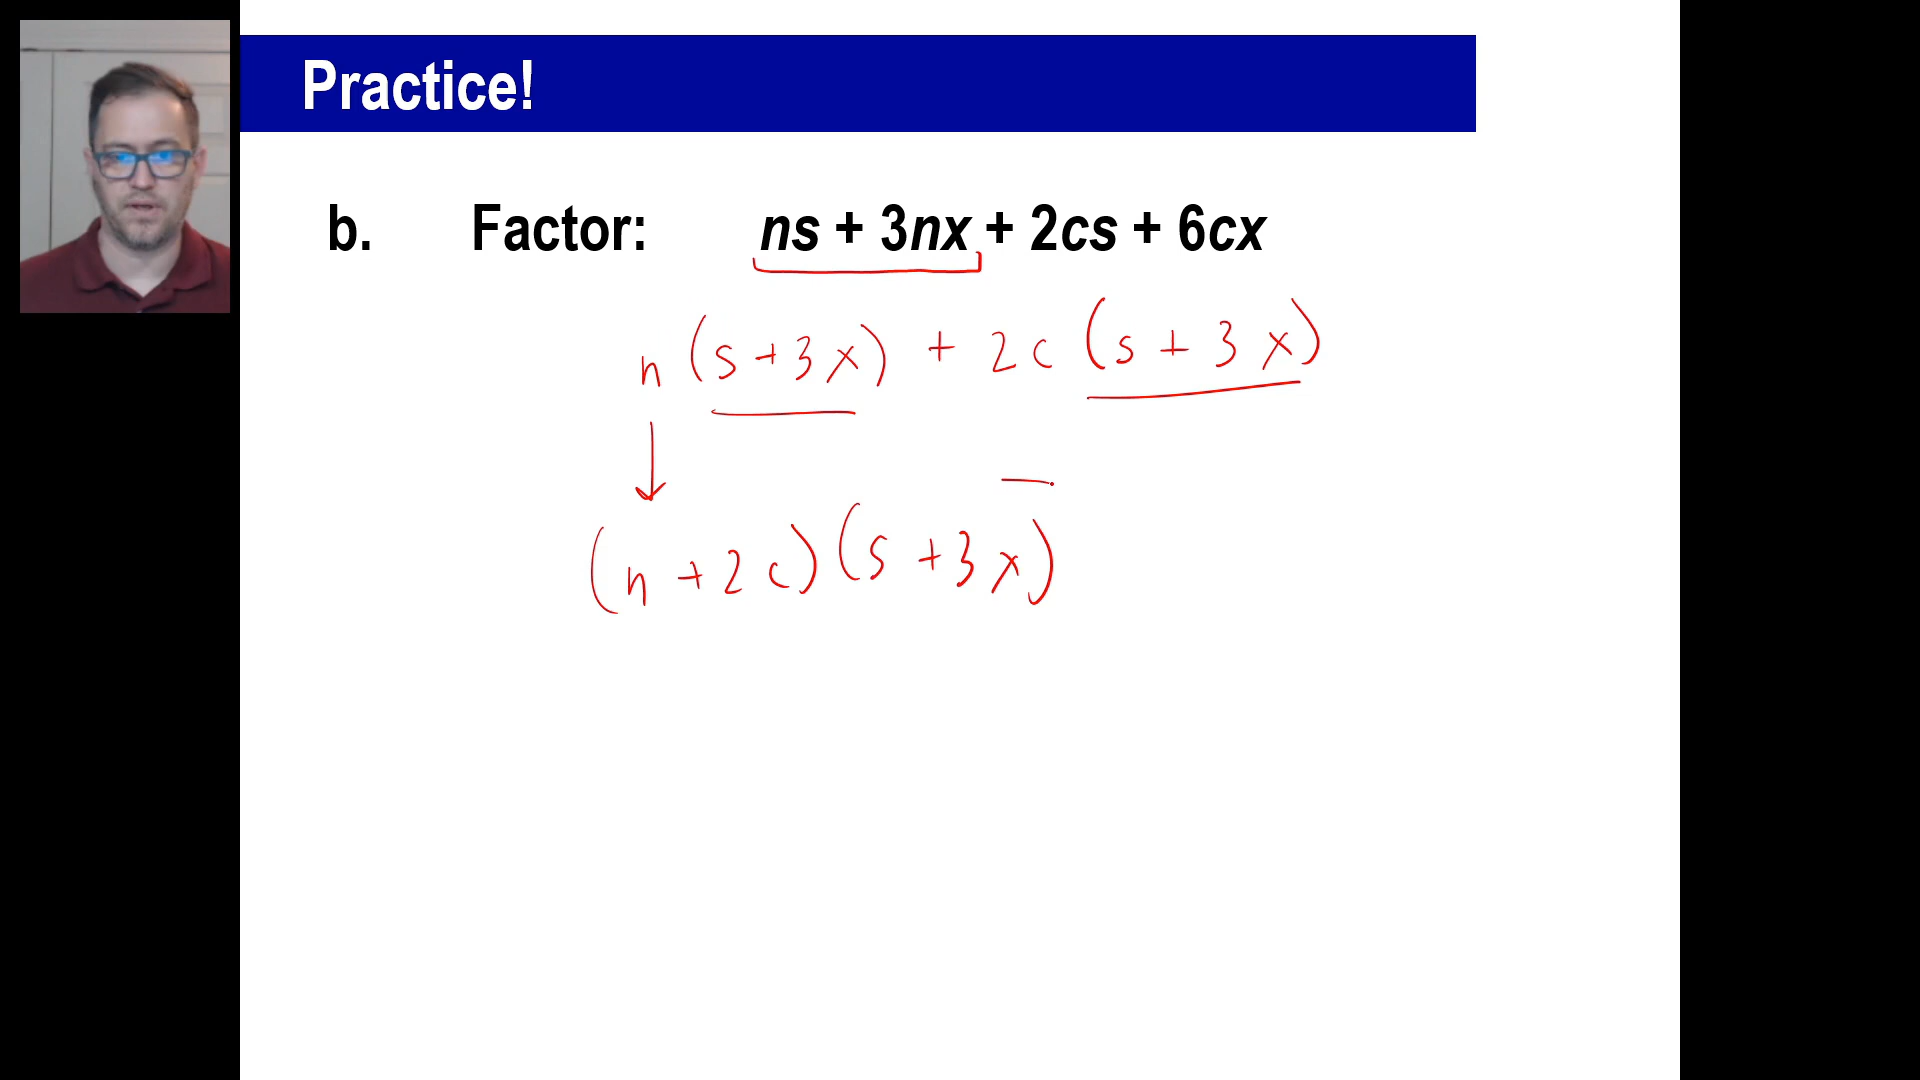 Practice!
b. Factor: ns + 3nx + 2cs + 6cx
n (s + 3x) + 2c (s + 3x)
(n + 2c) (s + 3x)